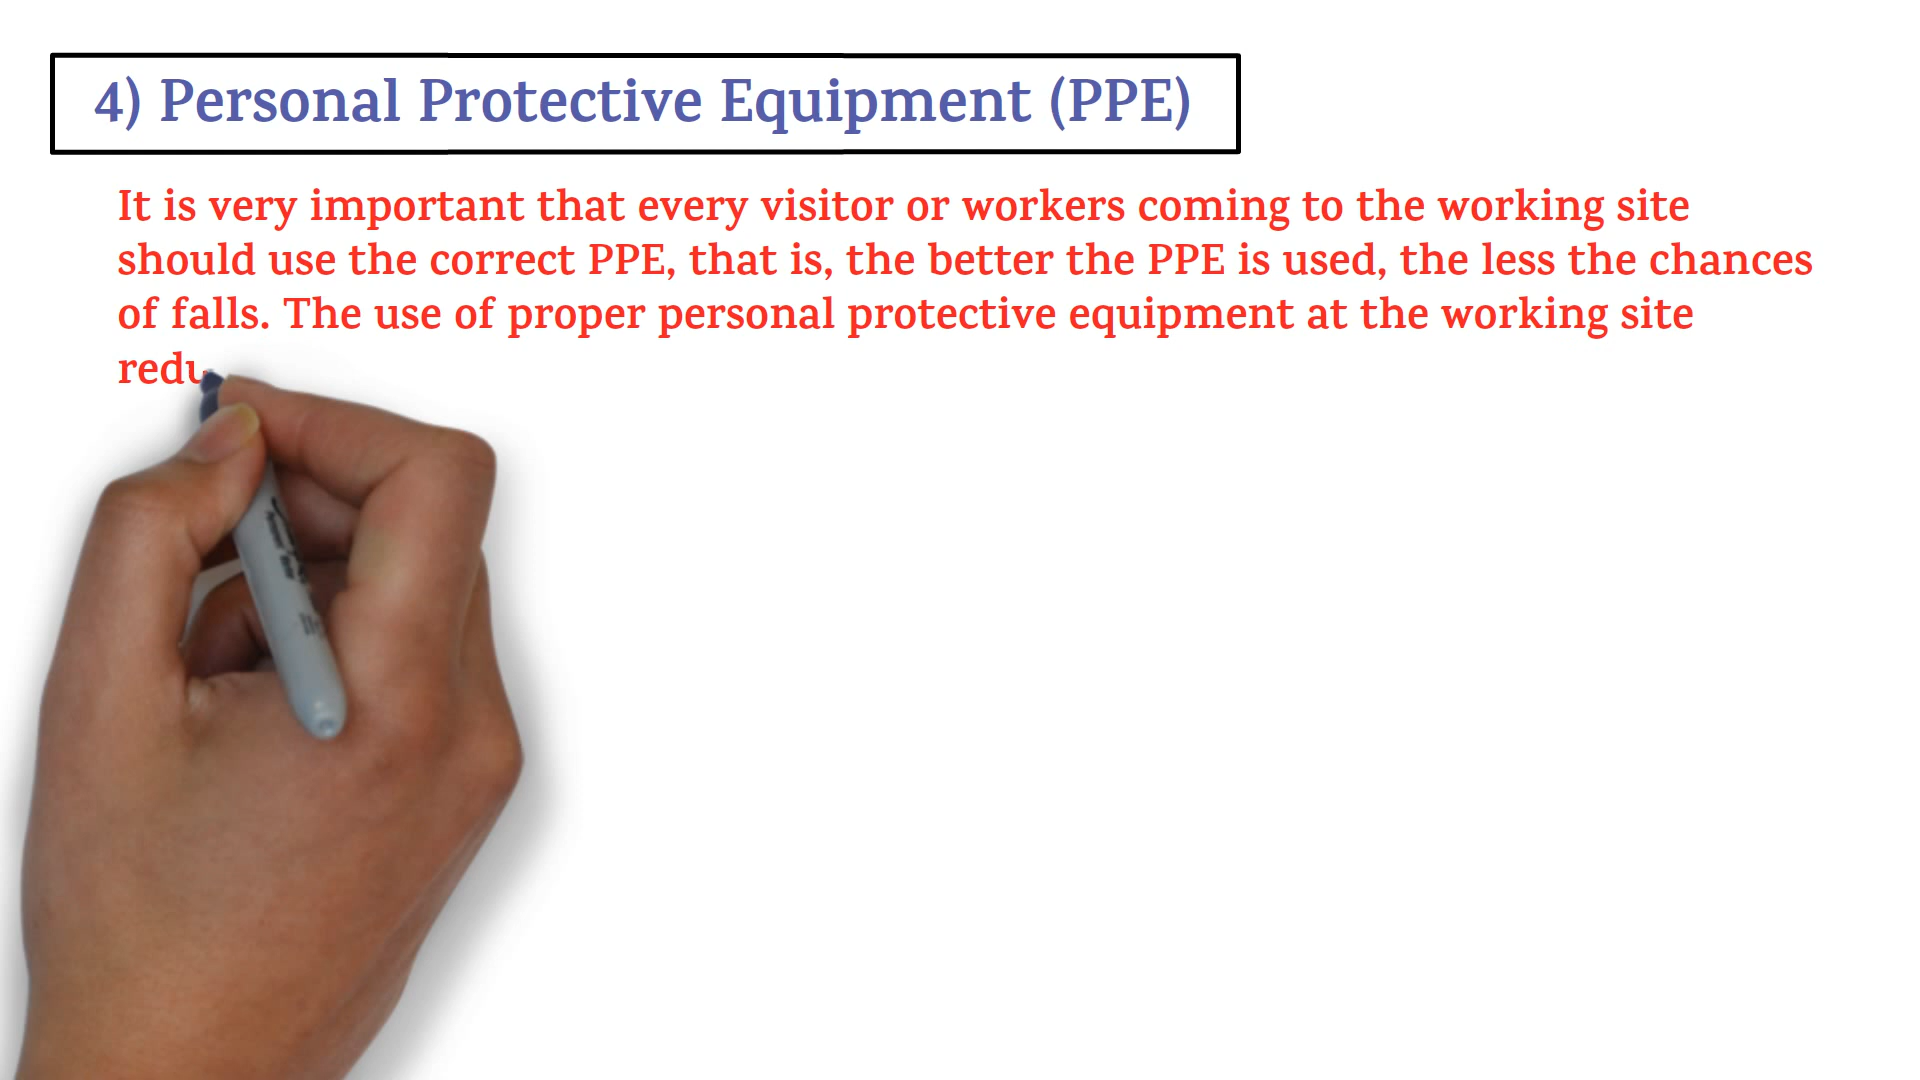 4) Personal Protective Equipment (PPE)
It is very important that every visitor or workers coming to the working site
should use the correct PPE, that is, the better the PPE is used, the less the chances
of falls. The use of proper personal protective equipment at the working site
redu